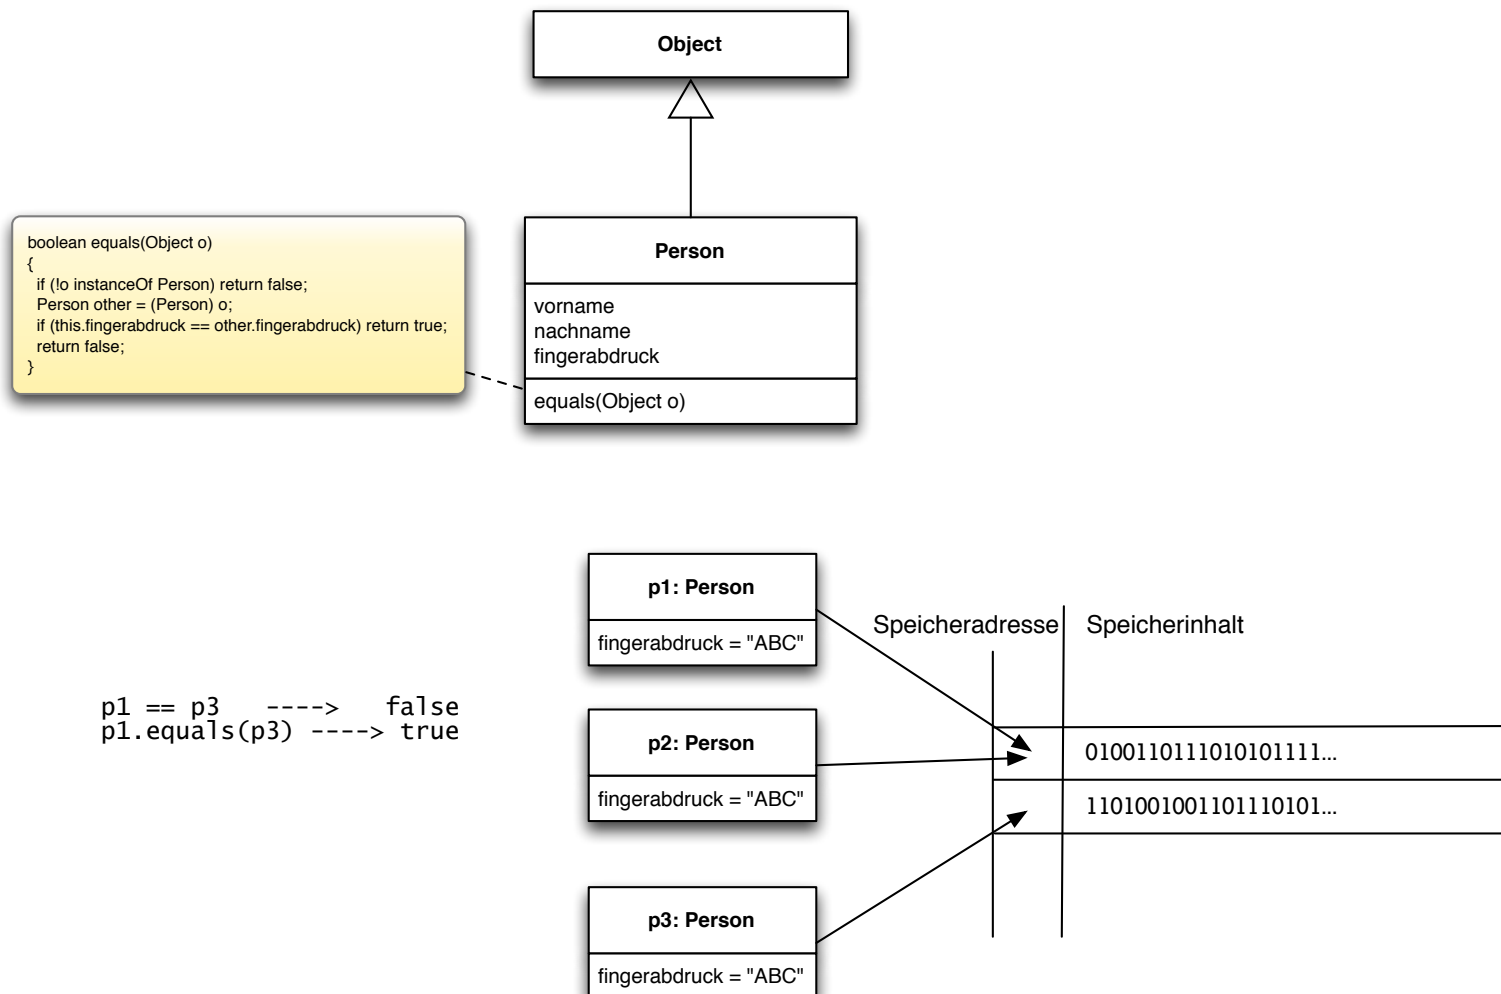 Object
boolean equals(Object o)
{
if (!o instanceOf Person) return false;
Person other = (Person) o;
if (this.fingerabdruck == other.fingerabdruck) return true;
return false;
}
Person
vorname
nachname
fingerabdruck
equals(Object o)
p1 == p3 ----> false
p1.equals(p3) ----> true
p1: Person
fingerabdruck = "ABC"
p2: Person
fingerabdruck = "ABC"
p3: Person
fingerabdruck = "ABC"
Speicheradresse Speicherinhalt
0100110111010101111...
1101001001101110101...